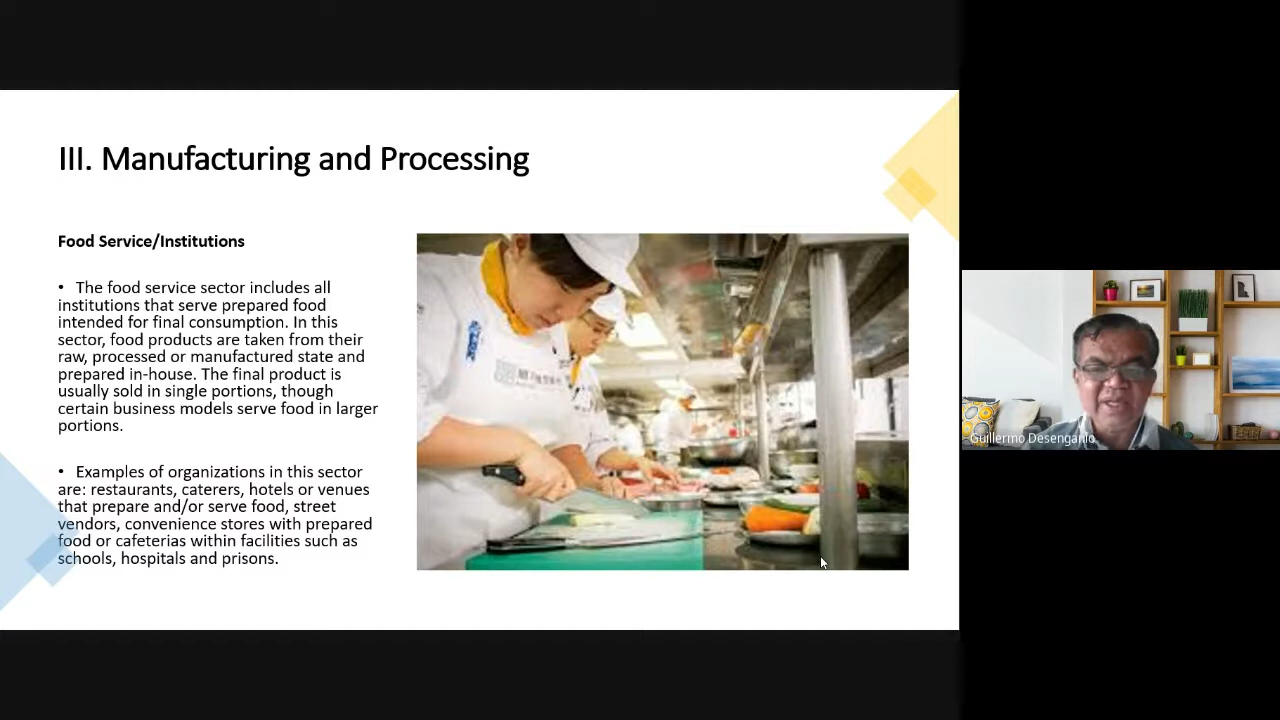 III. Manufacturing and Processing
Food Service/Institutions
• The food service sector includes all
institutions that serve prepared food
intended for final consumption. In this
sector, food products are taken from their
raw, processed or manufactured state and
prepared in-house. The final product is
usually sold in single portions, though
certain business models serve food in larger
portions.
• Examples of organizations in this sector
are: restaurants, caterers, hotels or venues
that prepare and/or serve food, street
vendors, convenience stores with prepared
food or cafeterias within facilities such as
schools, hospitals and prisons.
Guillermo Desenganio